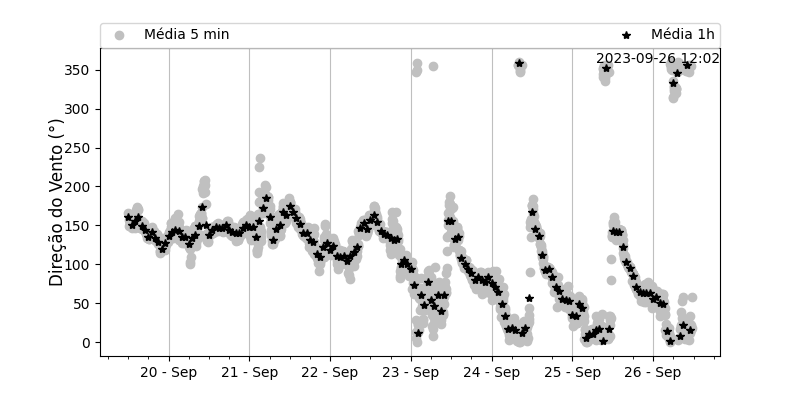 Média 5 min
Média 1h
2023-09-26 12:02
Direção do Vento (°)
350
300
250
200
150
100
50
0
20 - Sep
21 - Sep
22 - Sep
23 - Sep
24 - Sep
25 - Sep
26 - Sep